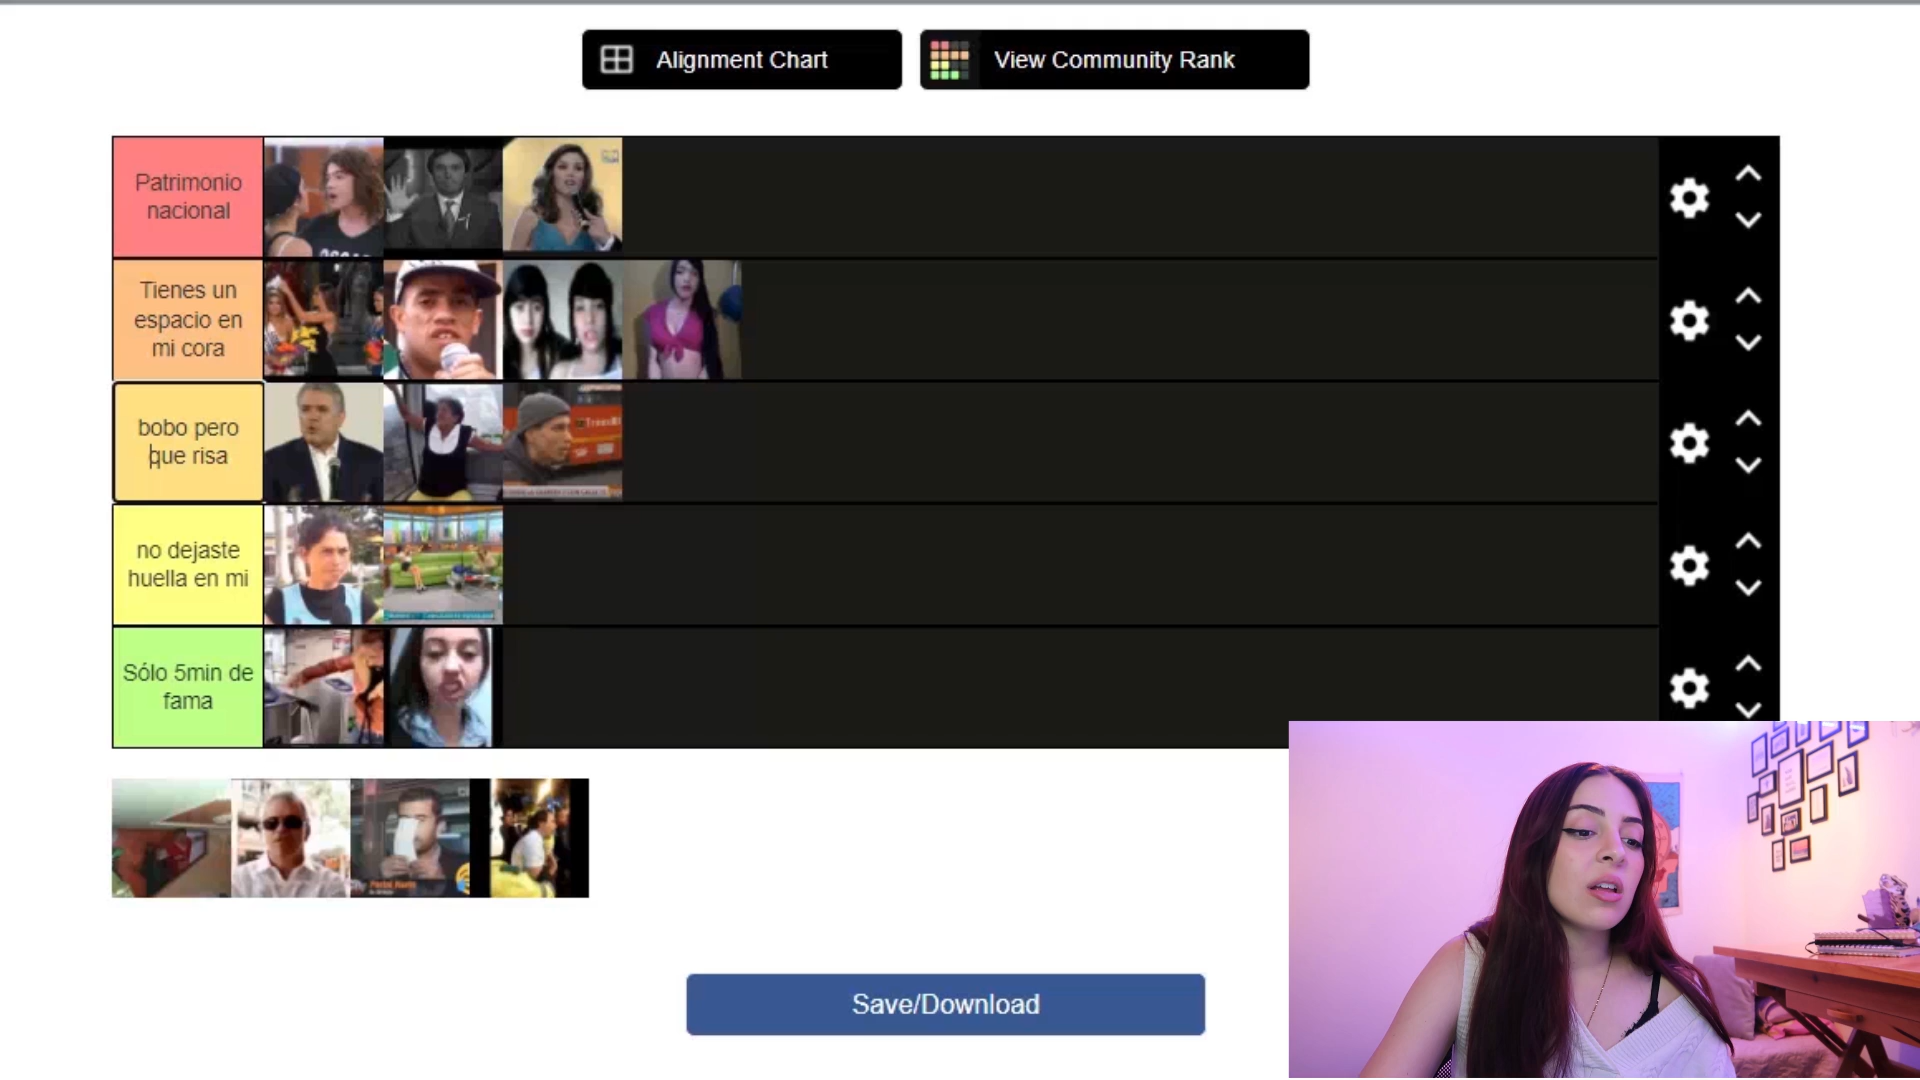 Alignment Chart
View Community Rank
Patrimonio
nacional
Tienes un
espacio en
mi cora
bobo pero
que risa
no dejaste
huella en mi
Sólo 5min de
fama
Save/Download